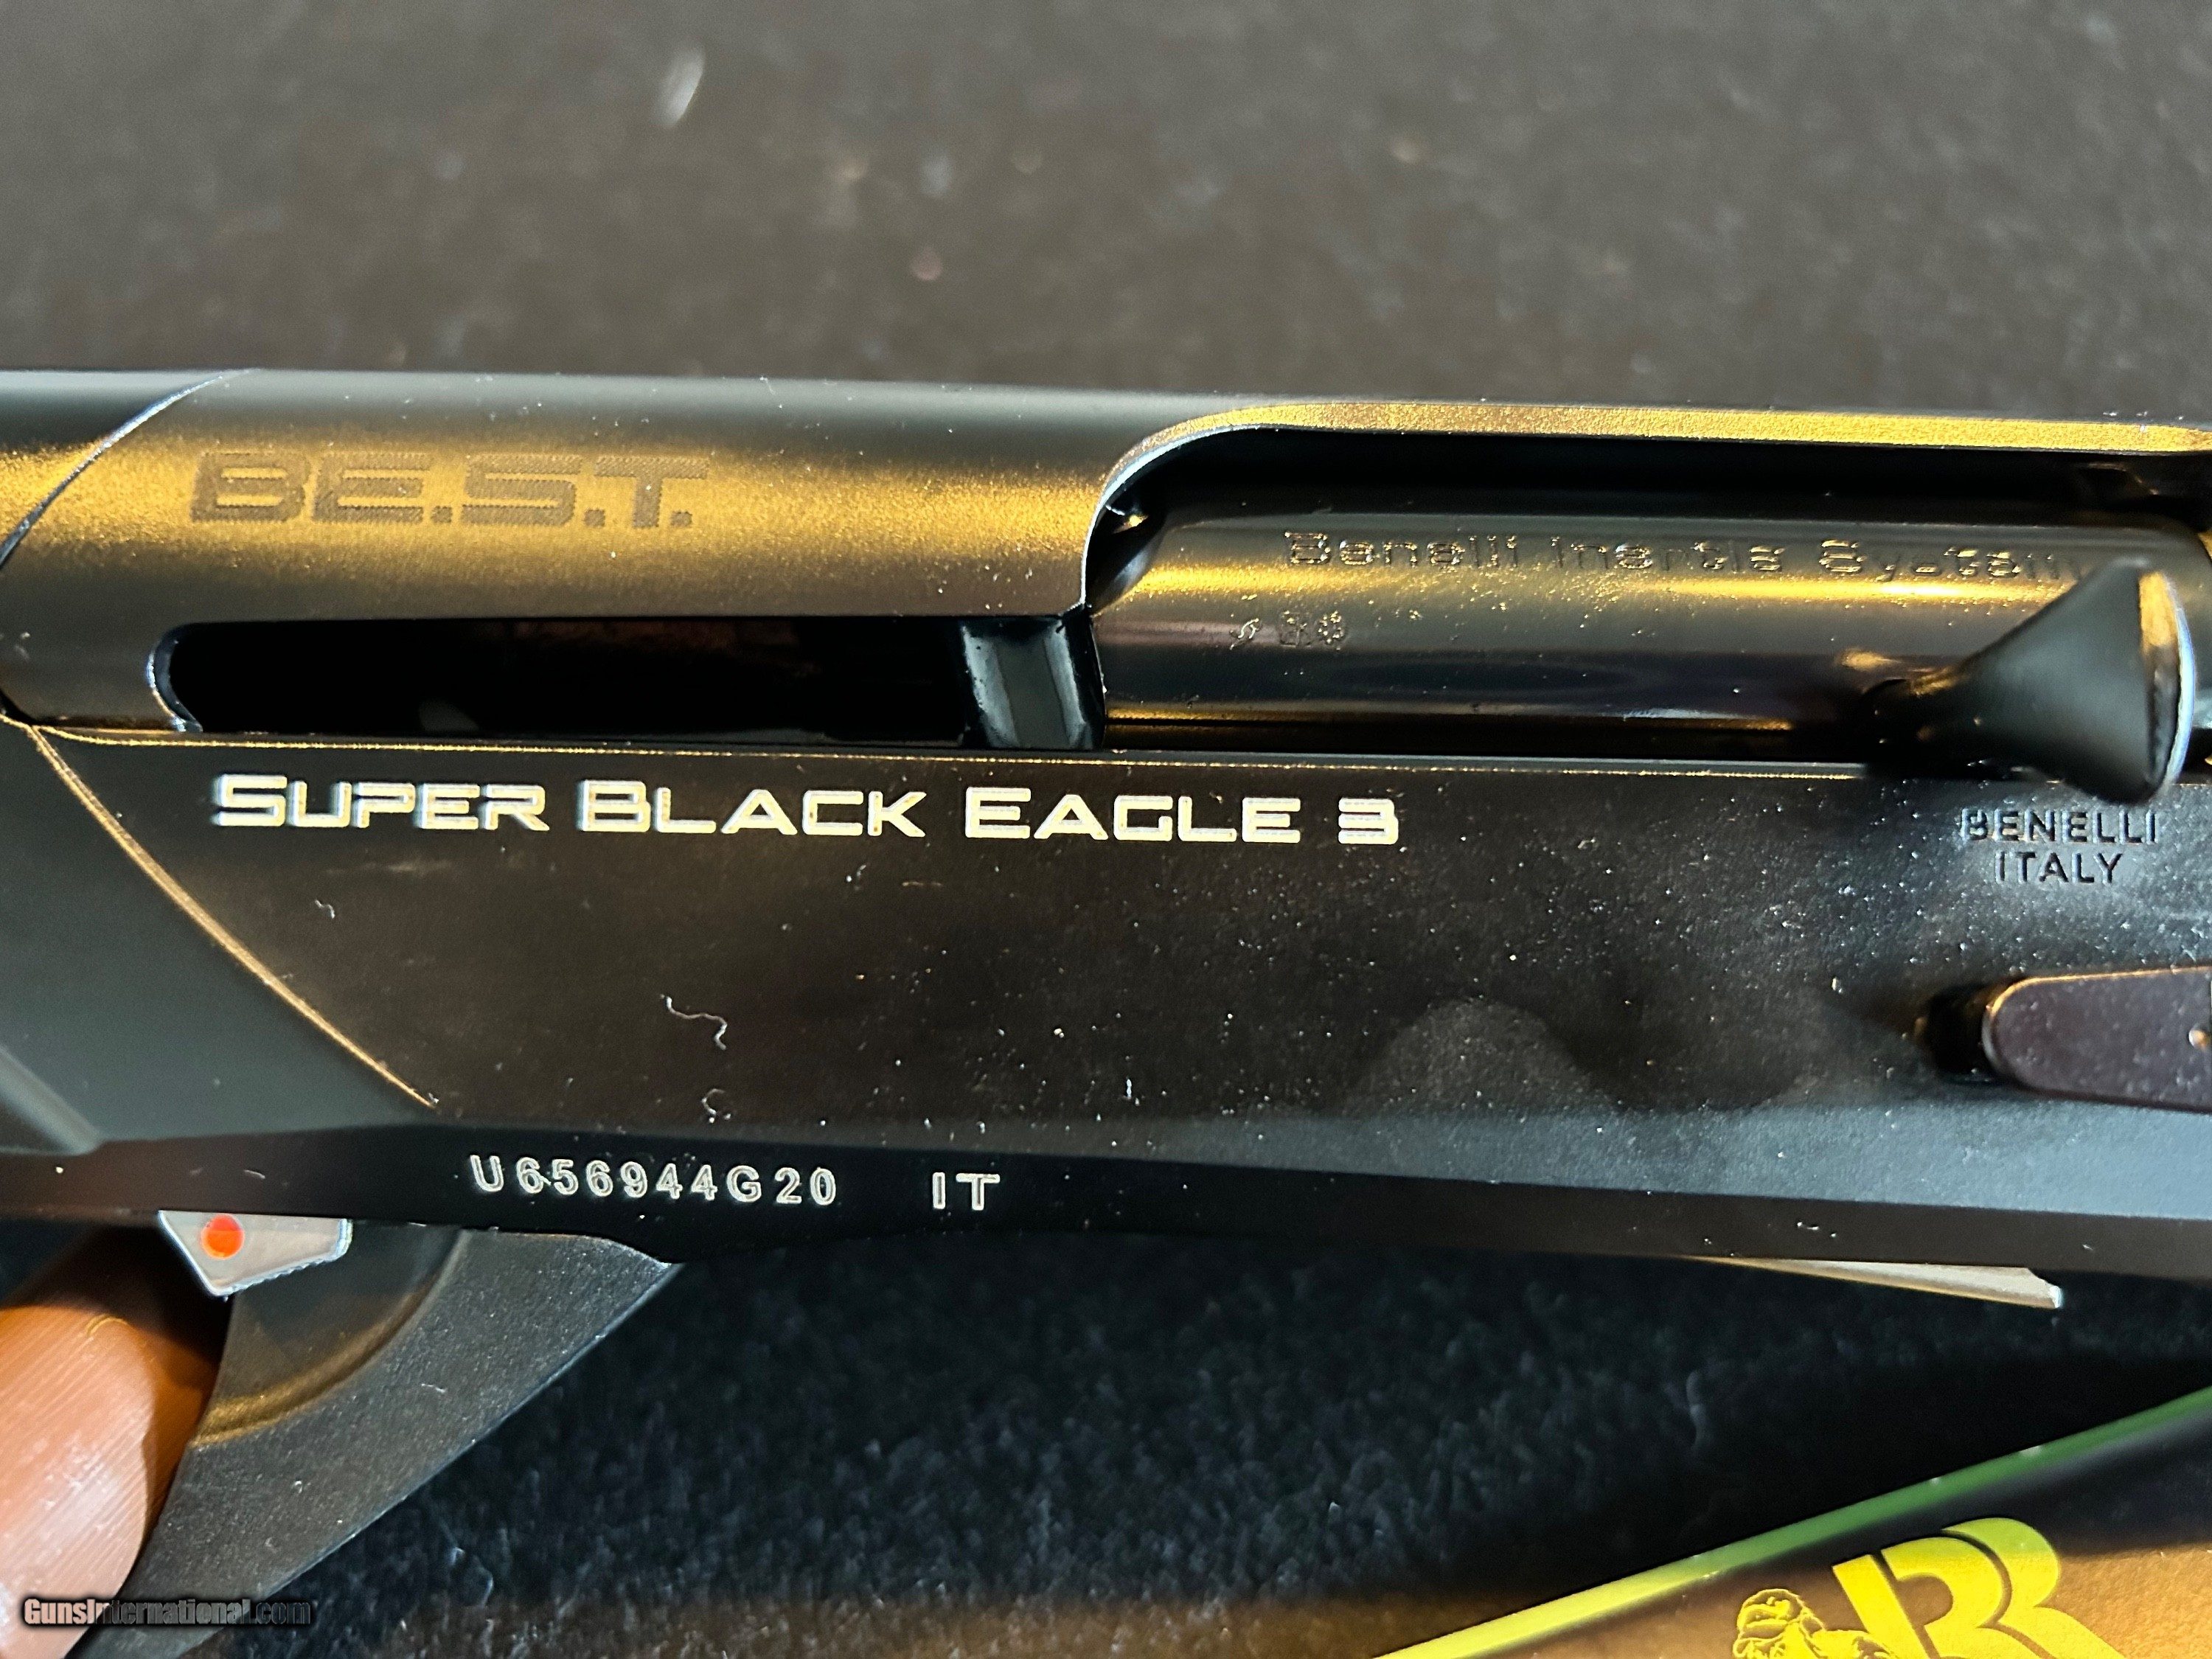 BE.S.T.
Benelli Inertia System
SUPER BLACK EAGLE 3
BENELLI
ITALY
U656944G20 IT
GunsInternational.com
R